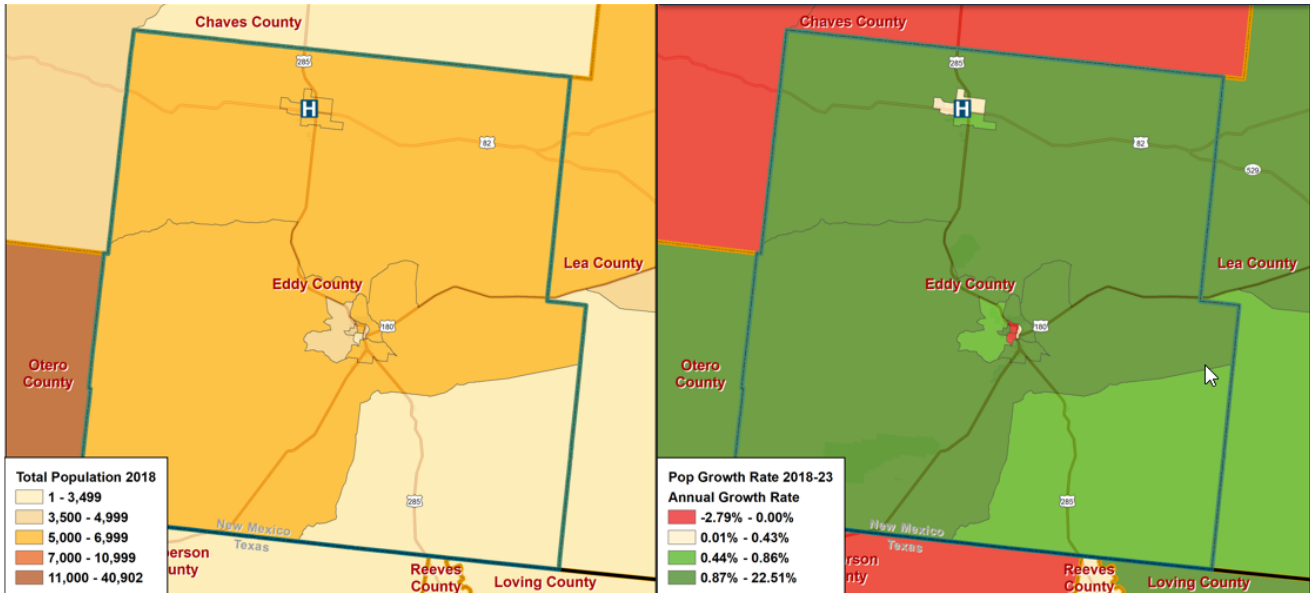 Chaves County
285
H
82
Lea County
Eddy County
180
Otero
County
285
New Mexico
Texas
erson
unty
Reeves
County
Loving County
Total Population 2018
1 - 3,499
3,500 - 4,999
5,000 - 6,999
7,000 - 10,999
11,000 - 40,902
Chaves County
285
H
82
529
Lea County
Eddy County
180
Otero
County
285
New Mexico
Texas
rson
nty
Reeves
County
Loving County
Pop Growth Rate 2018-23
Annual Growth Rate
-2.79% - 0.00%
0.01% - 0.43%
0.44% - 0.86%
0.87% - 22.51%